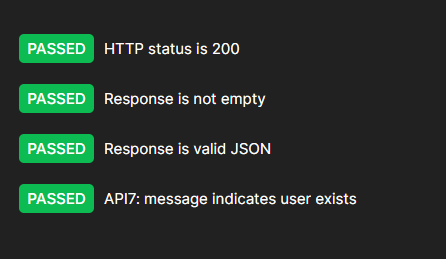 PASSED HTTP status is 200
PASSED Response is not empty
PASSED Response is valid JSON
PASSED API7: message indicates user exists